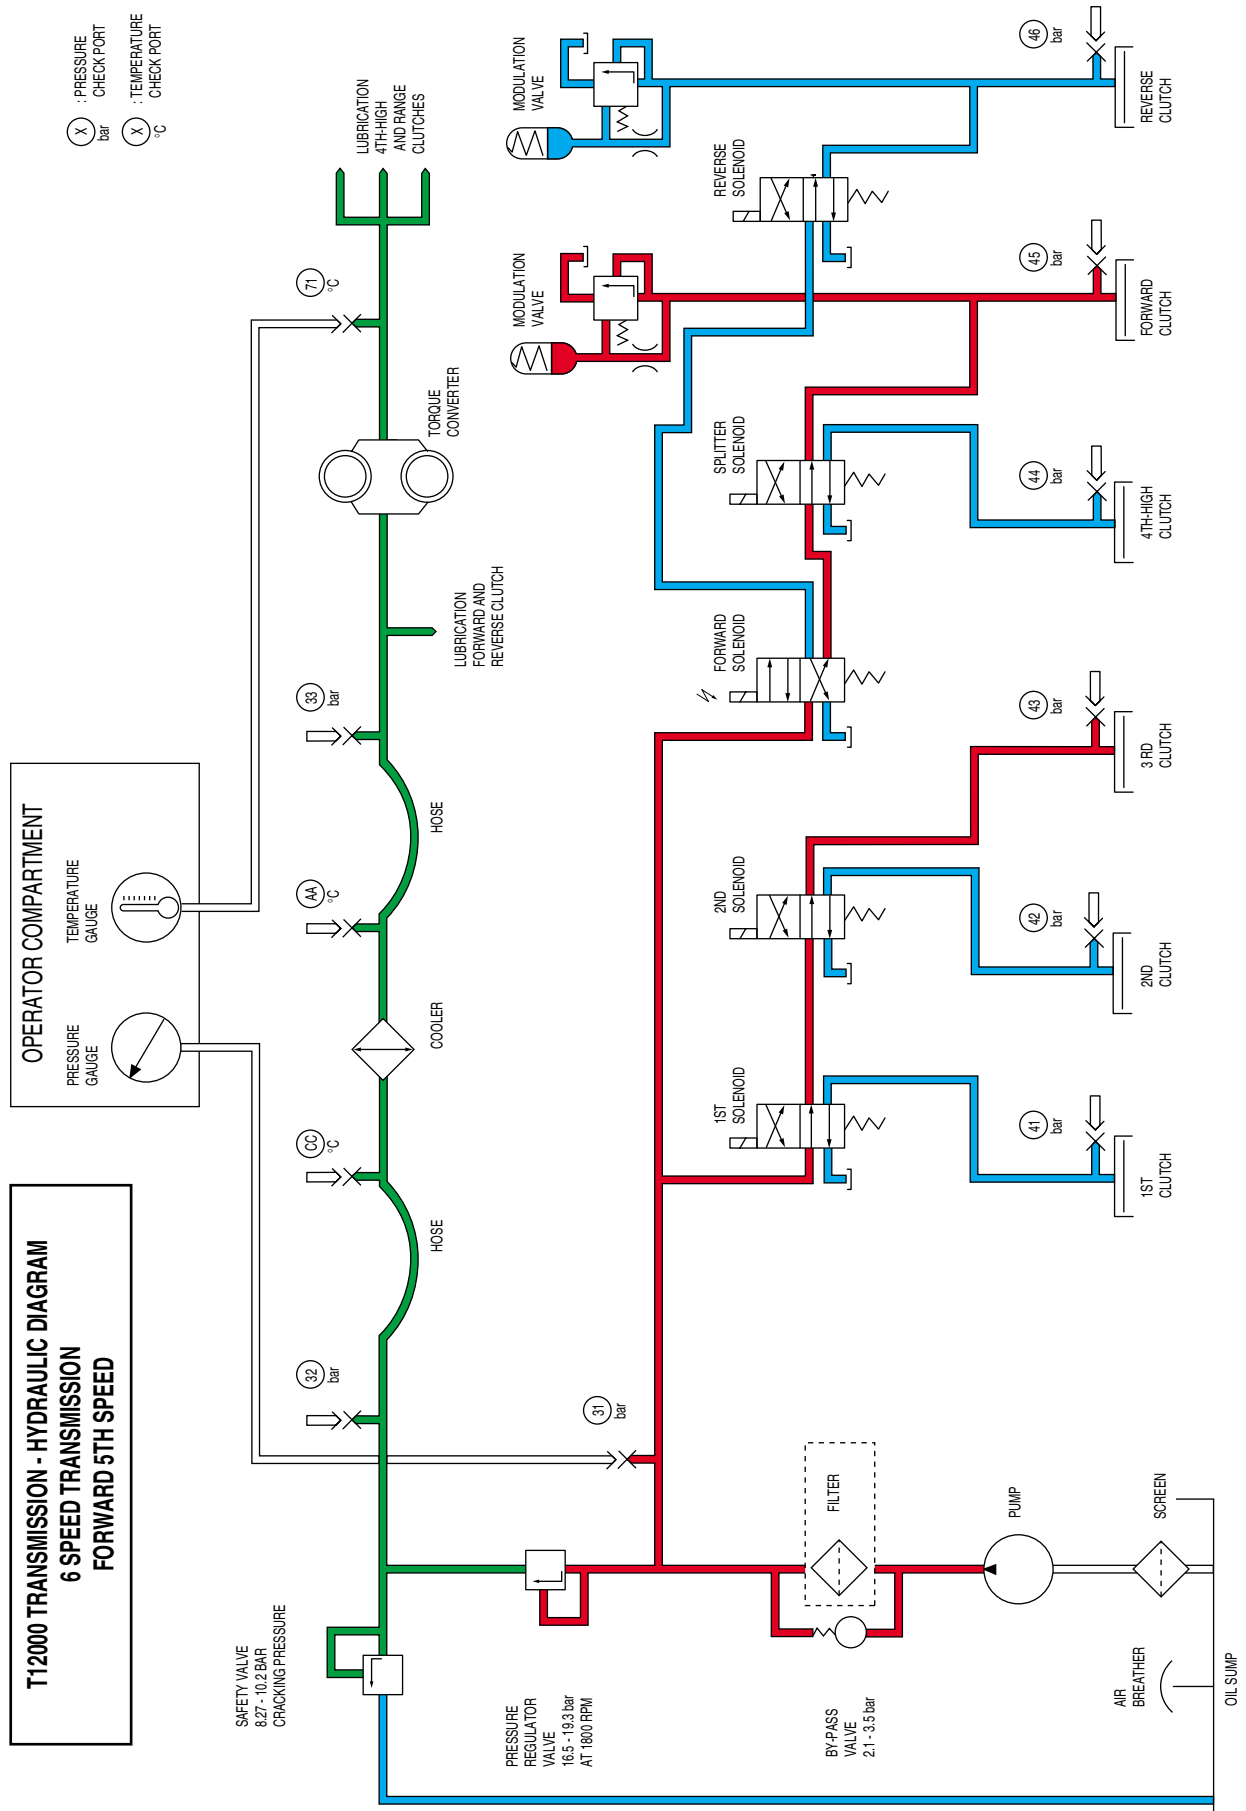 T12000 TRANSMISSION - HYDRAULIC DIAGRAM
6 SPEED TRANSMISSION
FORWARD 5TH SPEED
OPERATOR COMPARTMENT
PRESSURE
GAUGE
TEMPERATURE
GAUGE
X
bar
: PRESSURE
CHECK PORT
X
°C
: TEMPERATURE
CHECK PORT
SAFETY VALVE
8.27 - 10.2 BAR
CRACKING PRESSURE
32
bar
HOSE
CC
°C
COOLER
AA
°C
HOSE
33
bar
LUBRICATION
FORWARD AND
REVERSE CLUTCH
TORQUE
CONVERTER
71
°C
LUBRICATION
4TH-HIGH
AND RANGE
CLUTCHES
PRESSURE
REGULATOR
VALVE
16.5 - 19.3 bar
AT 1800 RPM
31
bar
MODULATION
VALVE
MODULATION
VALVE
1ST
SOLENOID
2ND
SOLENOID
FORWARD
SOLENOID
SPLITTER
SOLENOID
REVERSE
SOLENOID
BY-PASS
VALVE
2.1 - 3.5 bar
FILTER
PUMP
SCREEN
AIR
BREATHER
OIL SUMP
41
bar
42
bar
43
bar
44
bar
45
bar
46
bar
1ST
CLUTCH
2ND
CLUTCH
3 RD
CLUTCH
4TH-HIGH
CLUTCH
FORWARD
CLUTCH
REVERSE
CLUTCH